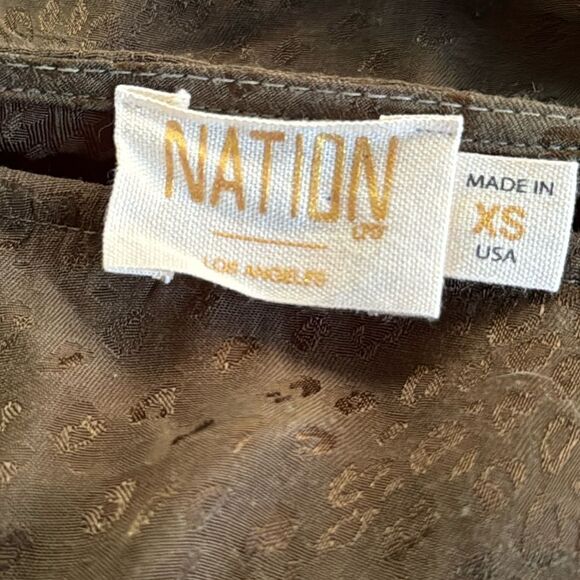 NATION
LTD
LOS ANGELES
MADE IN
XS
USA